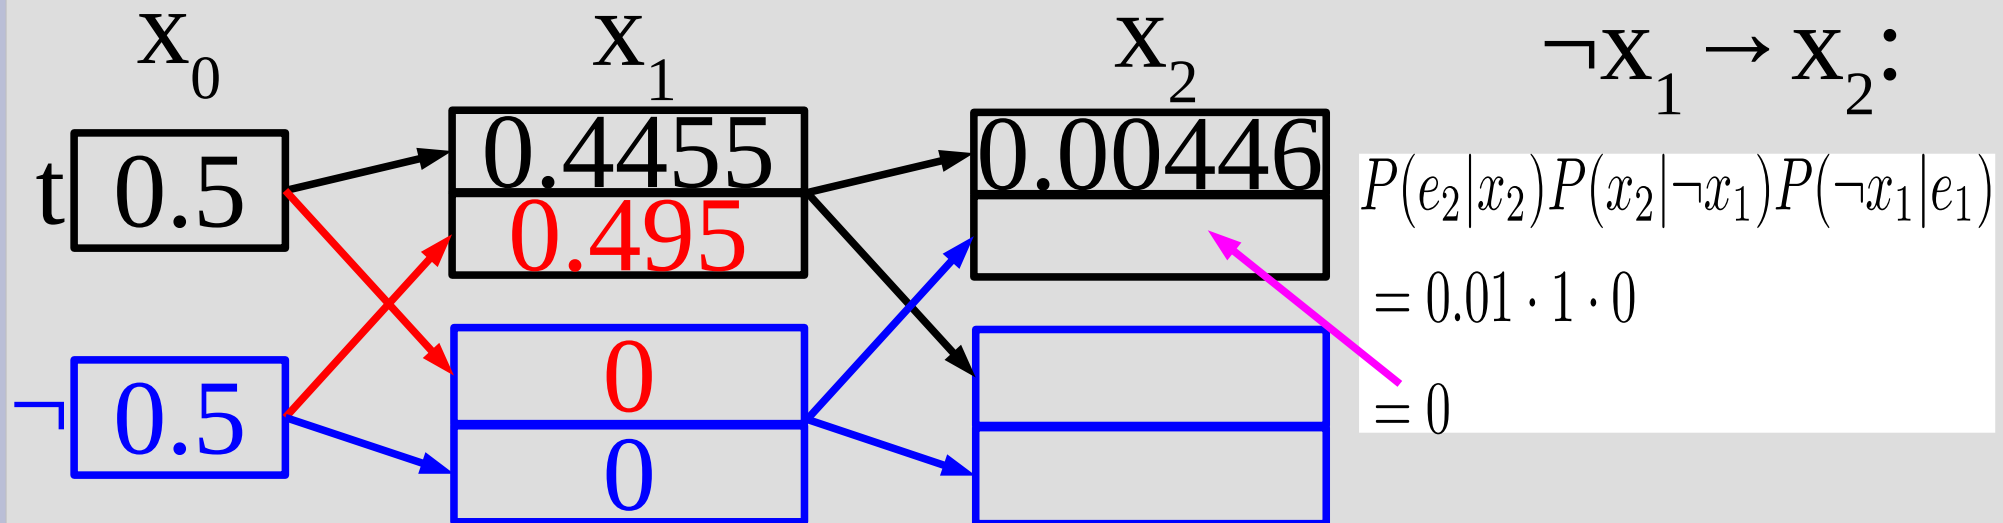 x₀ x₁ x₂ ¬x₁→x₂:
t 0.5 0.4455 0.00446
0.495
P(e₂|x₂)P(x₂|¬x₁)P(¬x₁|e₁)
= 0.01 · 1 · 0
¬ 0.5 0
= 0
0